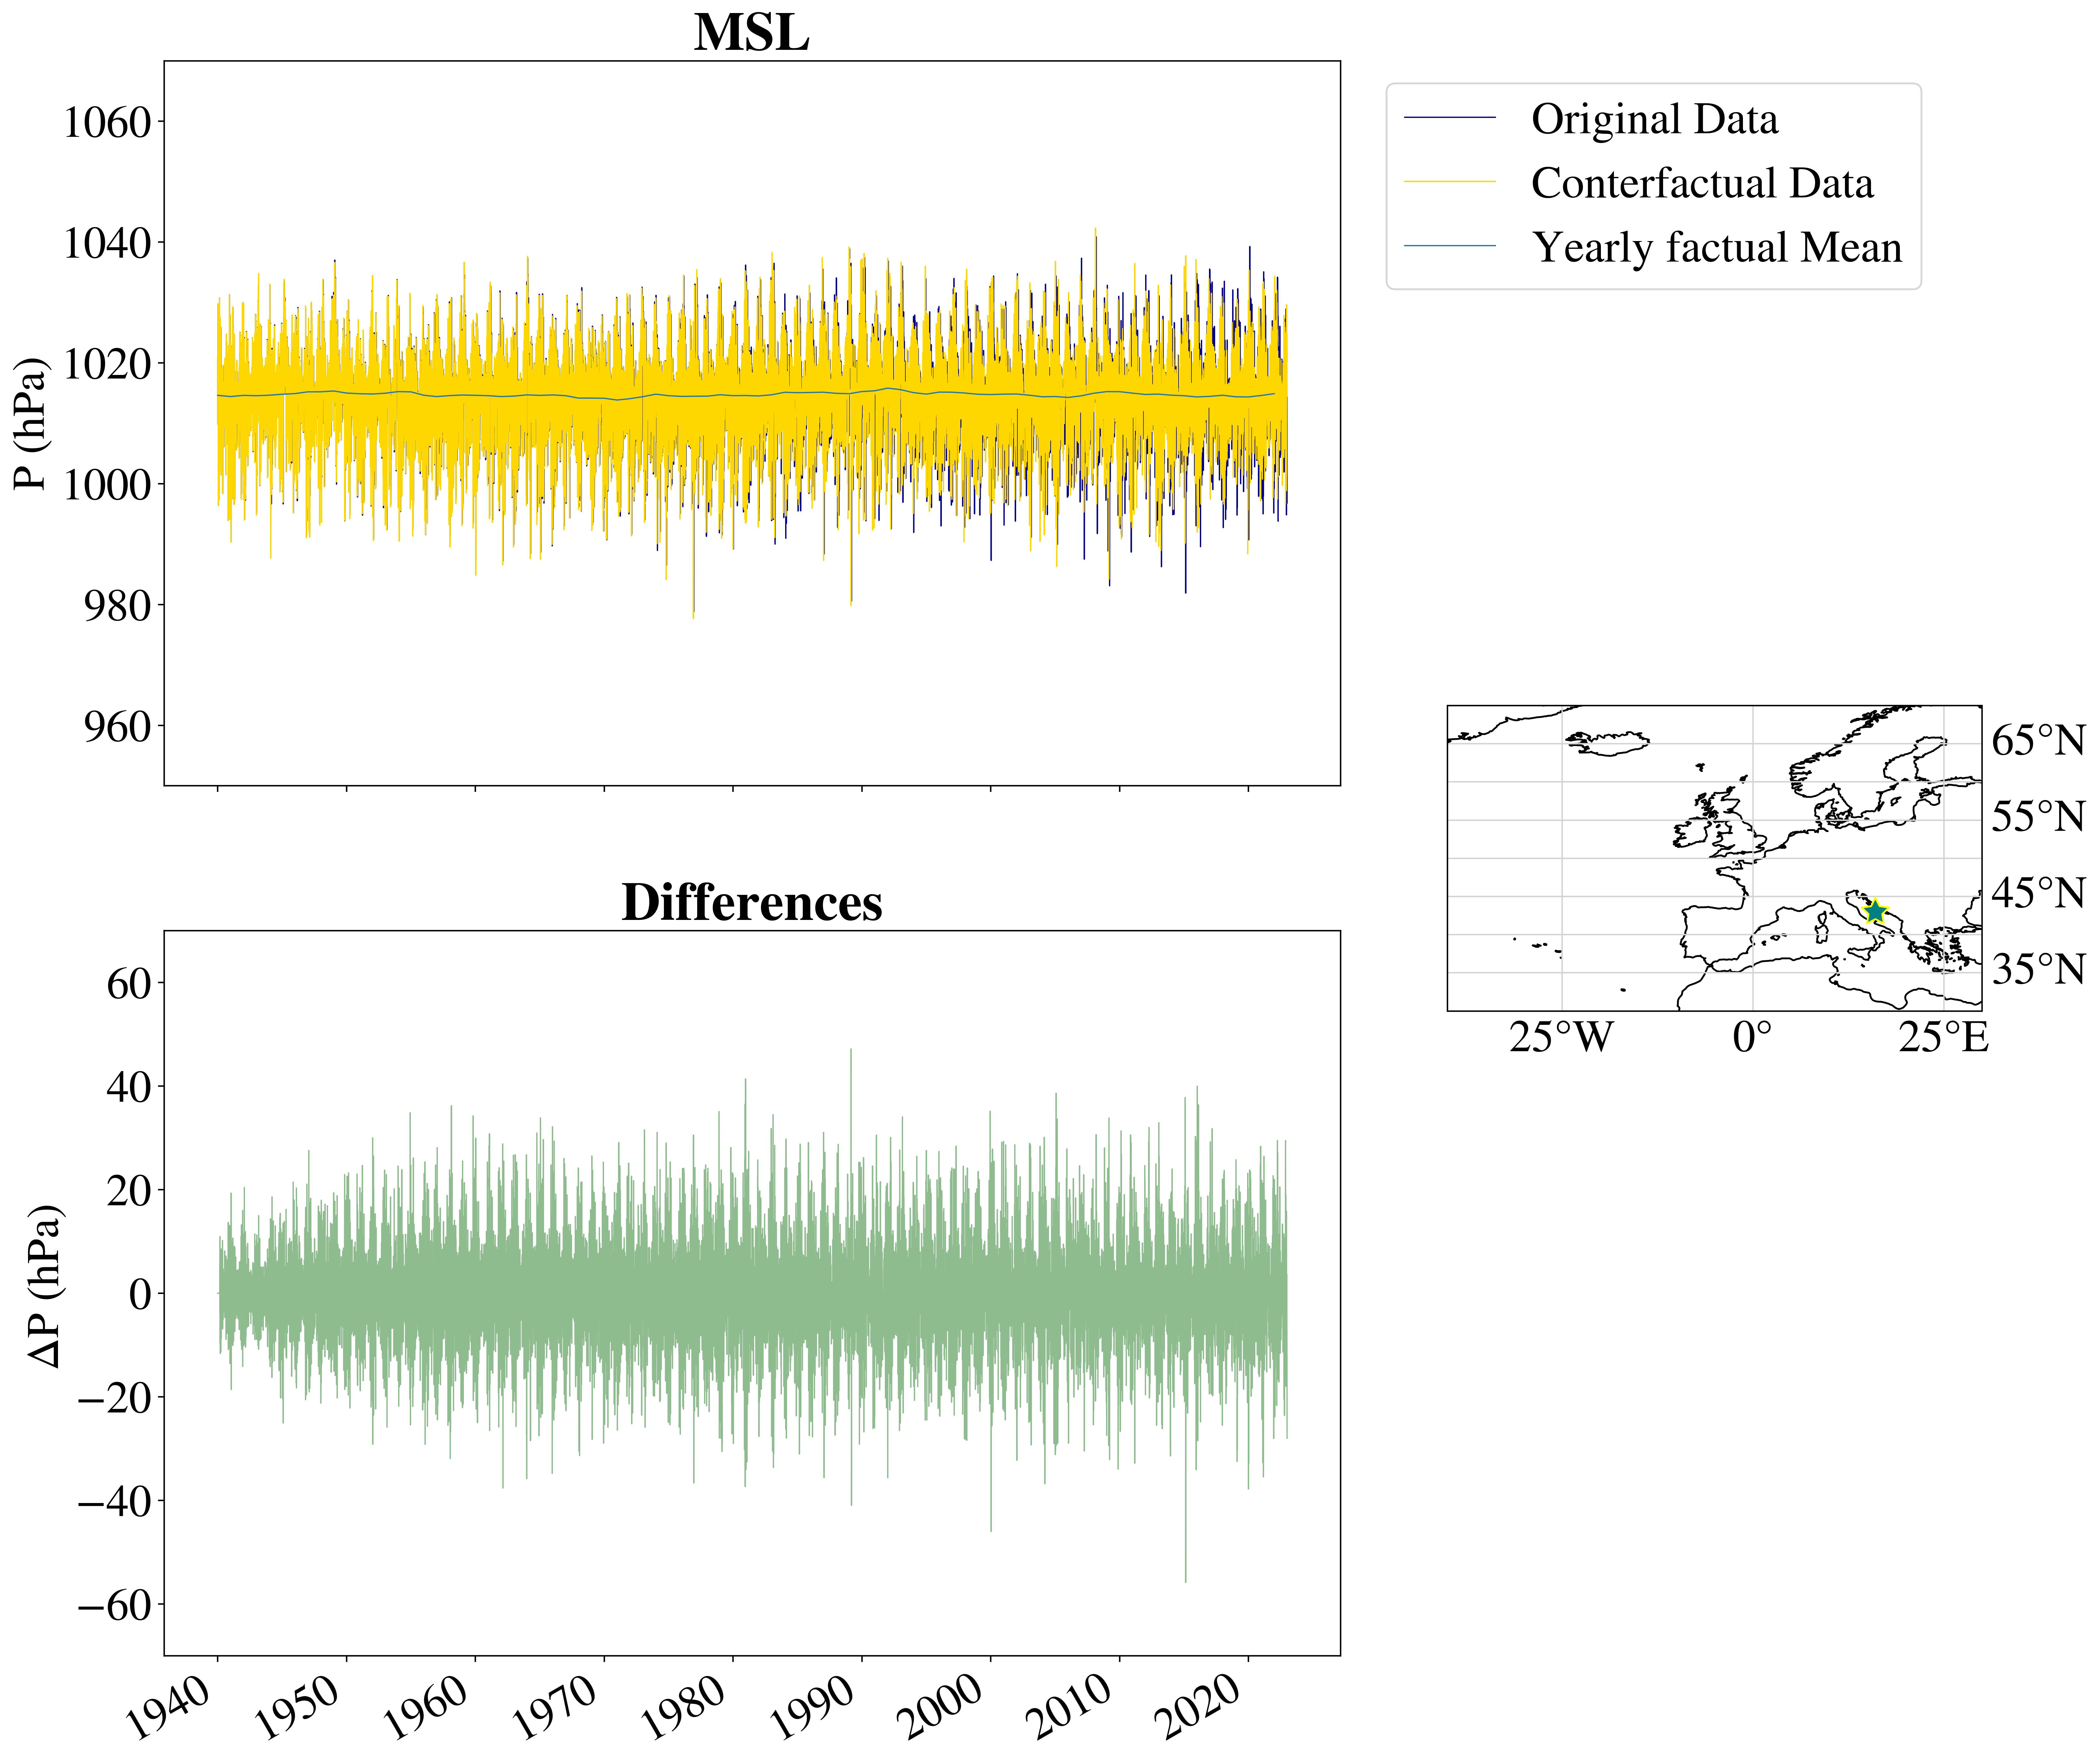 MSL
1060
1040
1020
1000
980
960
P (hPa)
Original Data
Conterfactual Data
Yearly factual Mean
65°N
55°N
45°N
35°N
25°W 0° 25°E
Differences
60
40
20
0
−20
−40
−60
ΔP (hPa)
1940 1950 1960 1970 1980 1990 2000 2010 2020